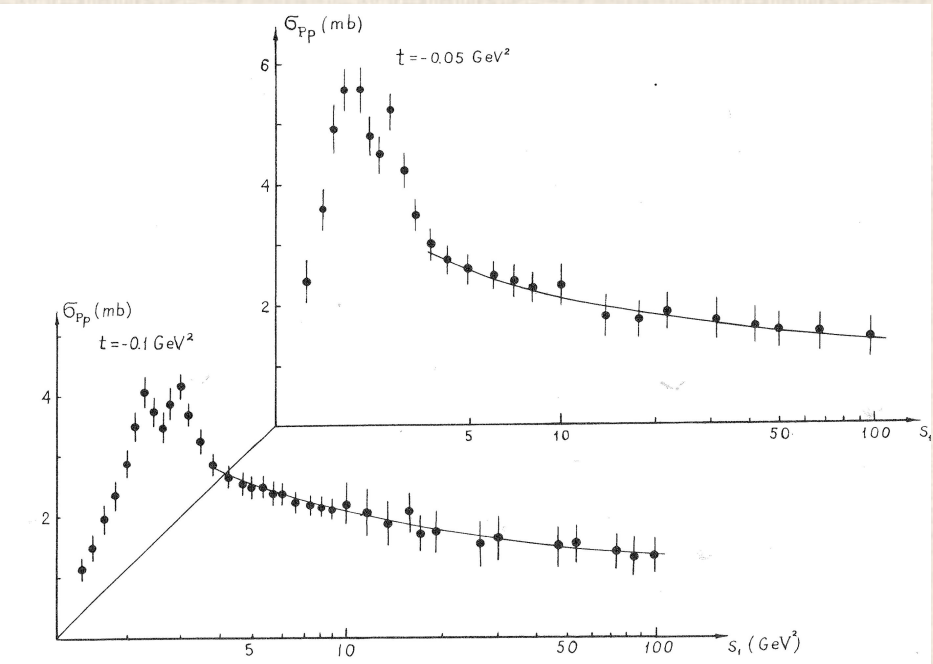 σPp (mb)
t=-0.05 GeV²
6
4
2
5 10 50 100 S₁
σPp (mb)
t=-0.1 GeV²
4
2
5 10 50 100 S₁ (GeV²)